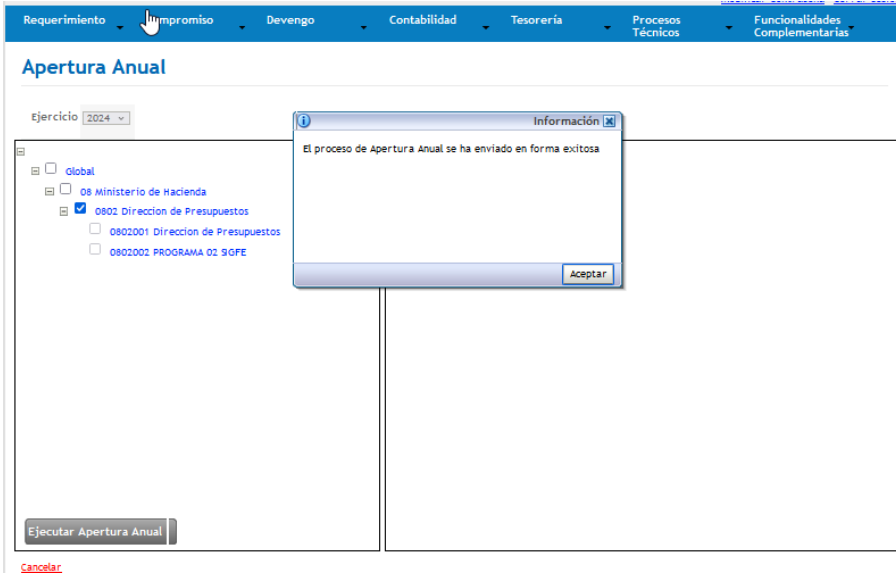 Requerimiento
mpromiso
Devengo
Contabilidad
Tesorería
Procesos
Técnicos
Funcionalidades
Complementarias
Apertura Anual
Ejercicio 2024
Información
El proceso de Apertura Anual se ha enviado en forma exitosa
Aceptar
Global
08 Ministerio de Hacienda
0802 Direccion de Presupuestos
0802001 Direccion de Presupuestos
0802002 PROGRAMA 02 SIGFE
Ejecutar Apertura Anual
Cancelar